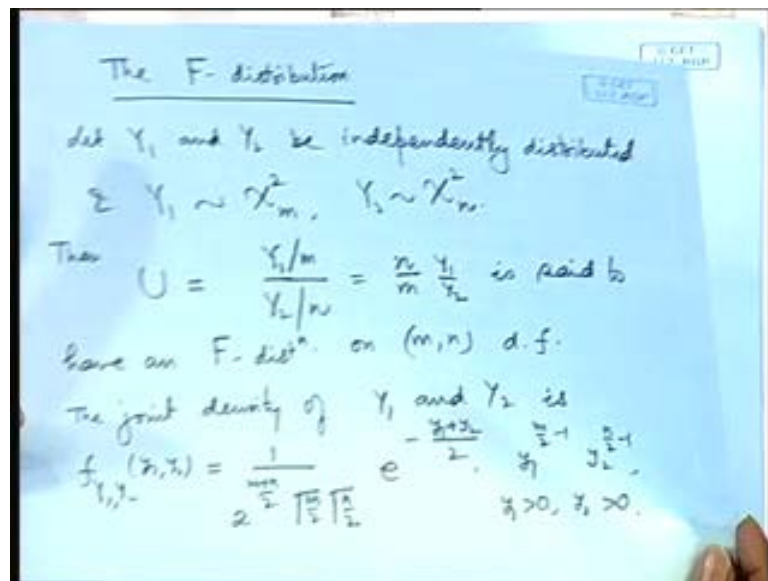 The F-distribution
Let Y₁ and Y₂ be independently distributed
& Y₁ ~ χ²ₘ, Y₂ ~ χ²ₙ.
Then U = (Y₁/m)/(Y₂/n) = (n/m) (Y₁/Y₂) is said to
have an F-distⁿ. on (m,n) d.f.
The joint density of Y₁ and Y₂ is
f_{Y₁,Y₂}(y₁,y₂) = 1/(2^{(m+n)/2} Γ(m/2) Γ(n/2)) e^{-(y₁+y₂)/2} . y₁^{m/2-1} y₂^{n/2-1},
y₁>0, y₂>0.